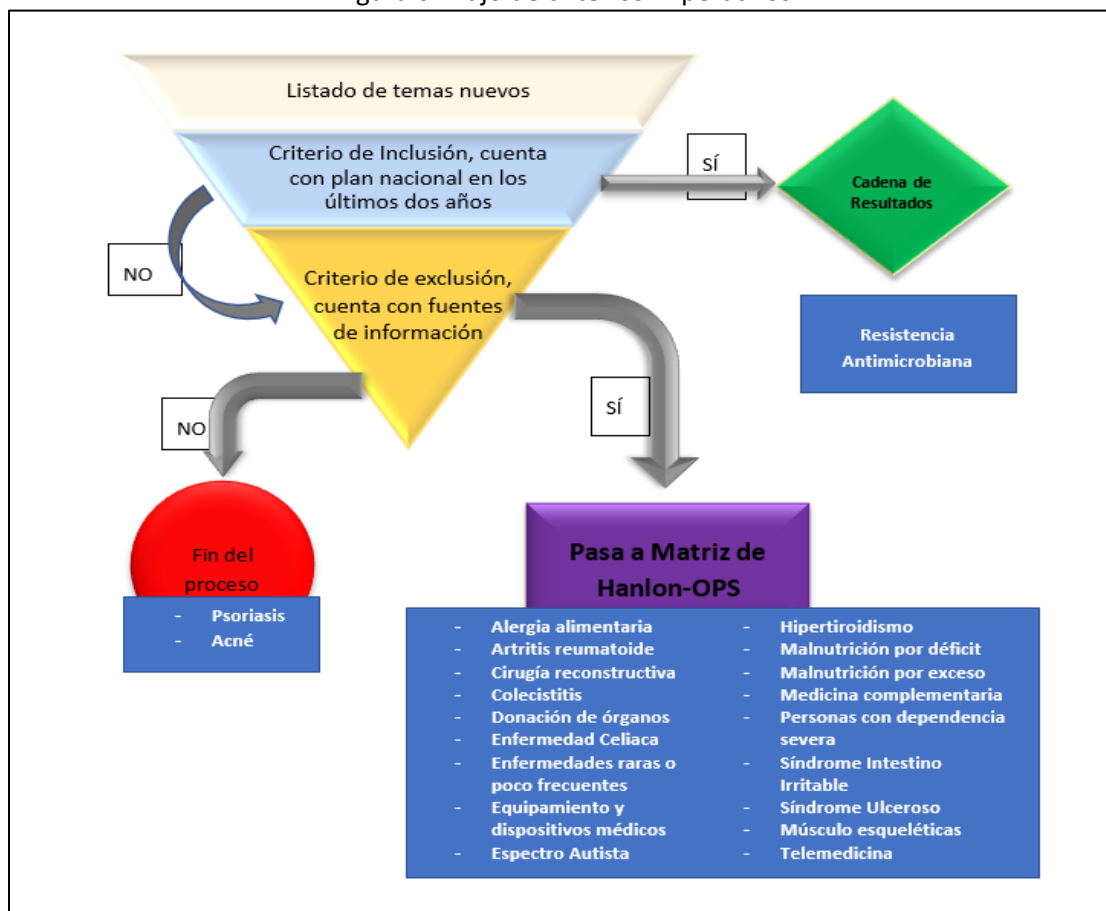 Listado de temas nuevos
Criterio de Inclusión, cuenta
con plan nacional en los
últimos dos años
SÍ
Cadena de
Resultados
NO
Criterio de exclusión,
cuenta con fuentes
de información
Resistencia
Antimicrobiana
NO
SÍ
Fin del
proceso
- Psoriasis
- Acné
Pasa a Matriz de
Hanlon-OPS
- Alergia alimentaria
- Artritis reumatoide
- Cirugía reconstructiva
- Colecistitis
- Donación de órganos
- Enfermedad Celiaca
- Enfermedades raras o
poco frecuentes
- Equipamiento y
dispositivos médicos
- Espectro Autista
- Hipertiroidismo
- Malnutrición por déficit
- Malnutrición por exceso
- Medicina complementaria
- Personas con dependencia
severa
- Síndrome Intestino
Irritable
- Síndrome Ulceroso
- Músculo esqueléticas
- Telemedicina